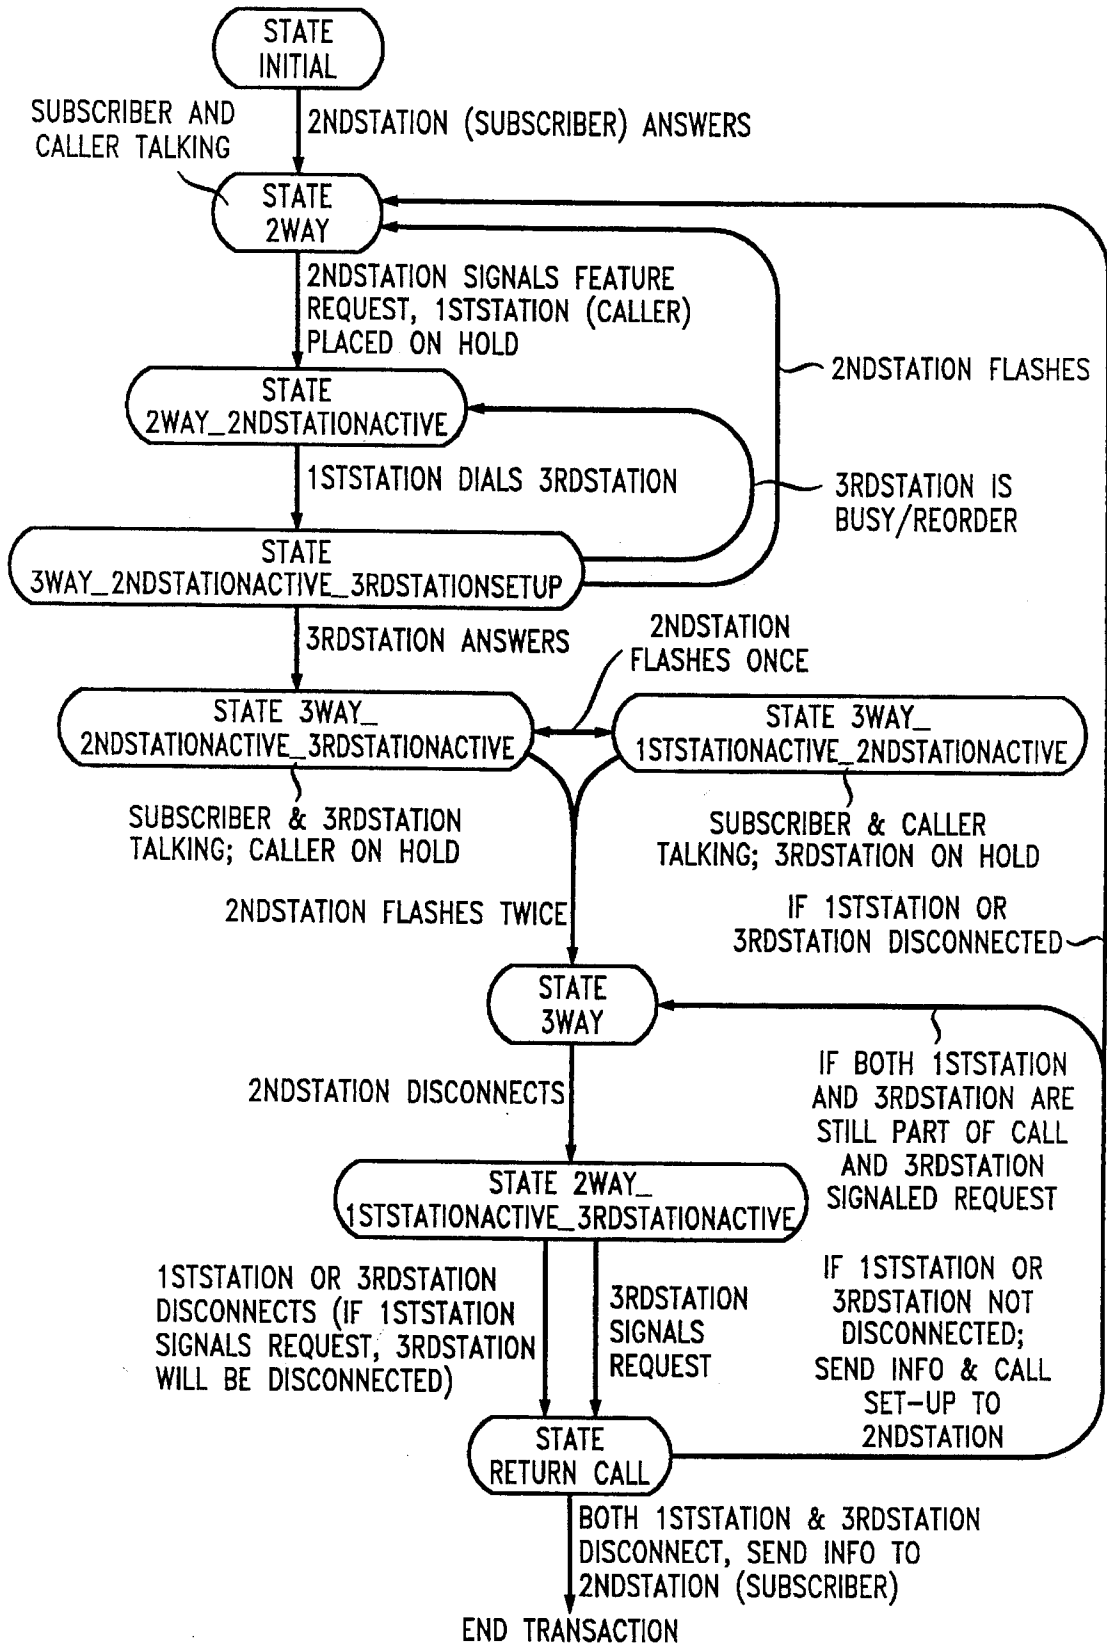 STATE
INITIAL
SUBSCRIBER AND
CALLER TALKING
2NDSTATION (SUBSCRIBER) ANSWERS
STATE
2WAY
2NDSTATION SIGNALS FEATURE
REQUEST, 1STSTATION (CALLER)
PLACED ON HOLD
2NDSTATION FLASHES
STATE
2WAY_2NDSTATIONACTIVE
1STSTATION DIALS 3RDSTATION
3RDSTATION IS
BUSY/REORDER
STATE
3WAY_2NDSTATIONACTIVE_3RDSTATIONSETUP
3RDSTATION ANSWERS
2NDSTATION
FLASHES ONCE
STATE 3WAY_
2NDSTATIONACTIVE_3RDSTATIONACTIVE
STATE 3WAY_
1STSTATIONACTIVE_2NDSTATIONACTIVE
SUBSCRIBER & 3RDSTATION
TALKING; CALLER ON HOLD
SUBSCRIBER & CALLER
TALKING; 3RDSTATION ON HOLD
2NDSTATION FLASHES TWICE
IF 1STSTATION OR
3RDSTATION DISCONNECTED
STATE
3WAY
2NDSTATION DISCONNECTS
IF BOTH 1STSTATION
AND 3RDSTATION ARE
STILL PART OF CALL
AND 3RDSTATION
SIGNALED REQUEST
STATE 2WAY_
1STSTATIONACTIVE_3RDSTATIONACTIVE
1STSTATION OR 3RDSTATION
DISCONNECTS (IF 1STSTATION
SIGNALS REQUEST, 3RDSTATION
WILL BE DISCONNECTED)
3RDSTATION
SIGNALS
REQUEST
IF 1STSTATION OR
3RDSTATION NOT
DISCONNECTED;
SEND INFO & CALL
SET-UP TO
2NDSTATION
STATE
RETURN CALL
BOTH 1STSTATION & 3RDSTATION
DISCONNECT, SEND INFO TO
2NDSTATION (SUBSCRIBER)
END TRANSACTION